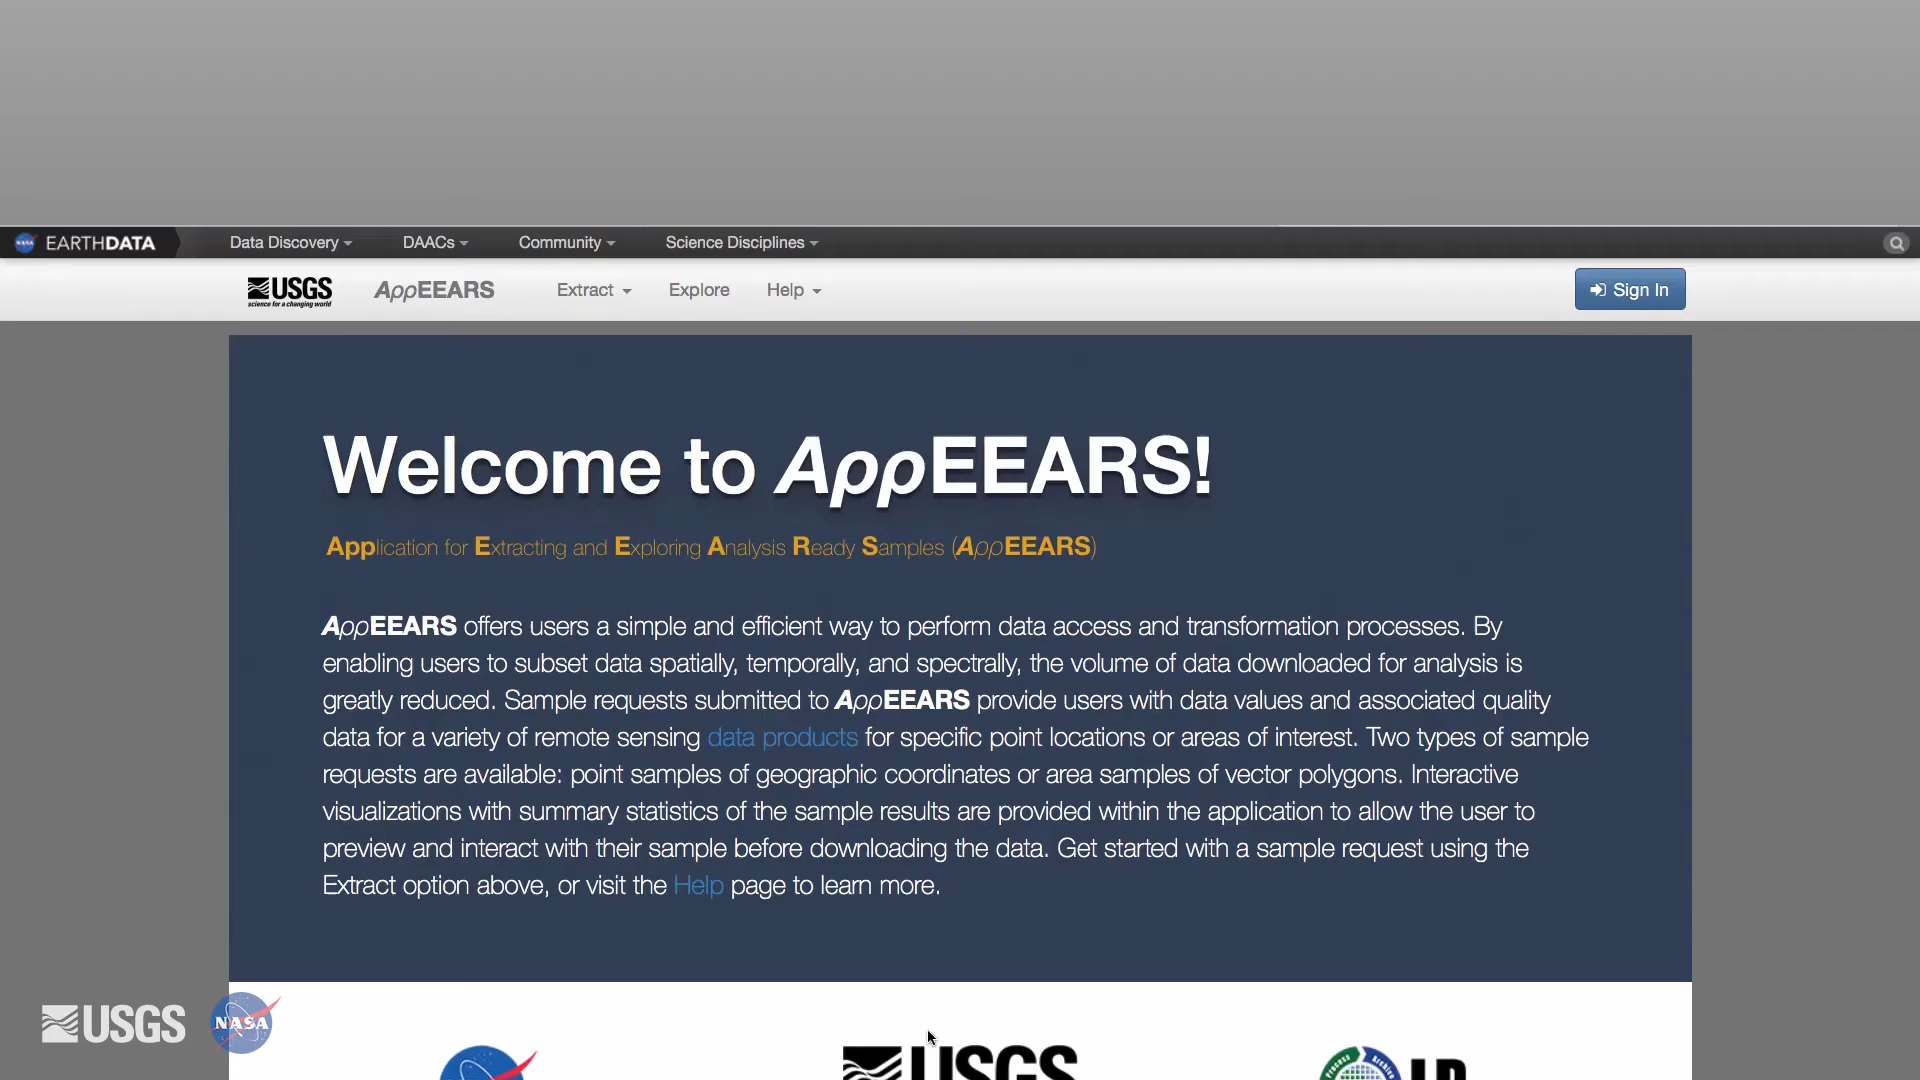 EARTHDATA Data Discovery DAACs Community Science Disciplines
USGS AppEEARS Extract Explore Help Sign In
science for a changing world
Welcome to AppEEARS!
Application for Extracting and Exploring Analysis Ready Samples (AppEEARS)
AppEEARS offers users a simple and efficient way to perform data access and transformation processes. By
enabling users to subset data spatially, temporally, and spectrally, the volume of data downloaded for analysis is
greatly reduced. Sample requests submitted to AppEEARS provide users with data values and associated quality
data for a variety of remote sensing data products for specific point locations or areas of interest. Two types of sample
requests are available: point samples of geographic coordinates or area samples of vector polygons. Interactive
visualizations with summary statistics of the sample results are provided within the application to allow the user to
preview and interact with their sample before downloading the data. Get started with a sample request using the
Extract option above, or visit the Help page to learn more.
USGS NASA
USGS
Process Archive